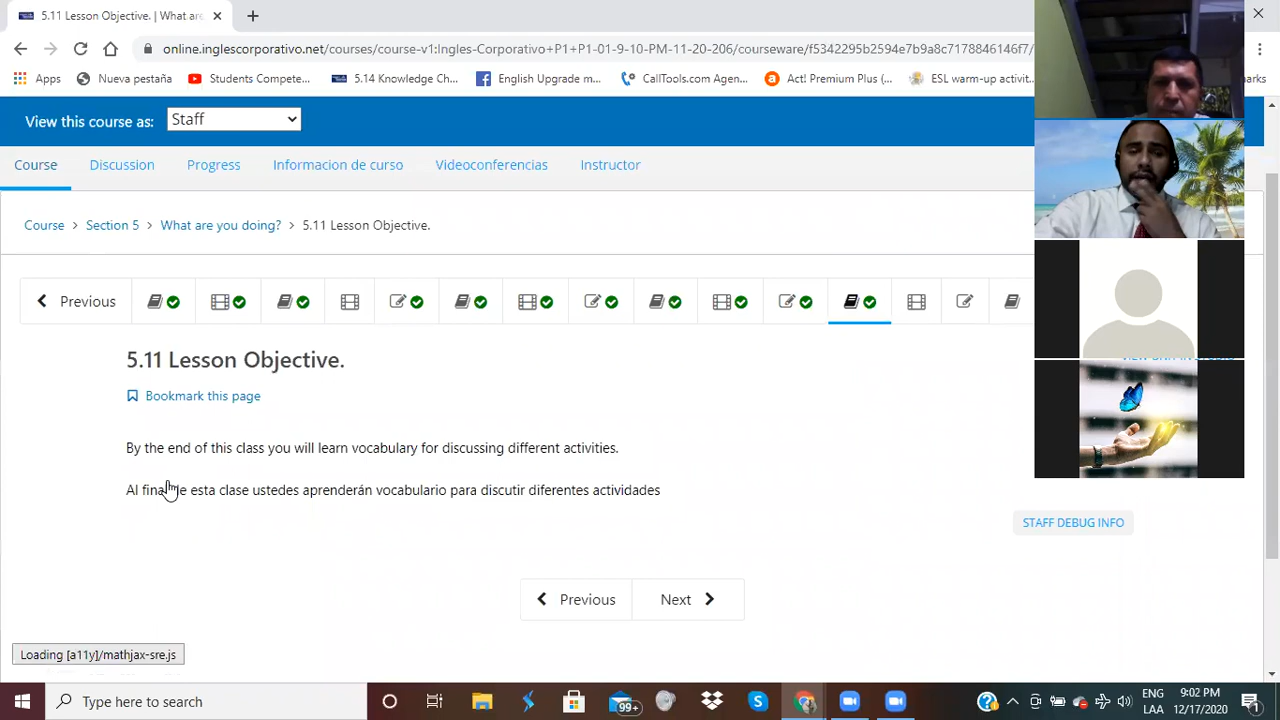 5.11 Lesson Objective. | What are
online.inglescorporativo.net/courses/course-v1:Ingles-Corporativo+P1+P1-01-9-10-PM-11-20-206/courseware/f5342295b2594e7b9a8c7178846146f7/
Apps Nueva pestaña Students Compete... 5.14 Knowledge Ch... English Upgrade m... CallTools.com Agen... Act! Premium Plus (... ESL warm-up activit...
View this course as: Staff
Course Discussion Progress Informacion de curso Videoconferencias Instructor
Course > Section 5 > What are you doing? > 5.11 Lesson Objective.
Previous
5.11 Lesson Objective.
Bookmark this page
By the end of this class you will learn vocabulary for discussing different activities.
Al final de esta clase ustedes aprenderán vocabulario para discutir diferentes actividades
STAFF DEBUG INFO
Previous Next
Loading [a11y]/mathjax-sre.js
Type here to search
99+
ENG 9:02 PM
LAA 12/17/2020
1